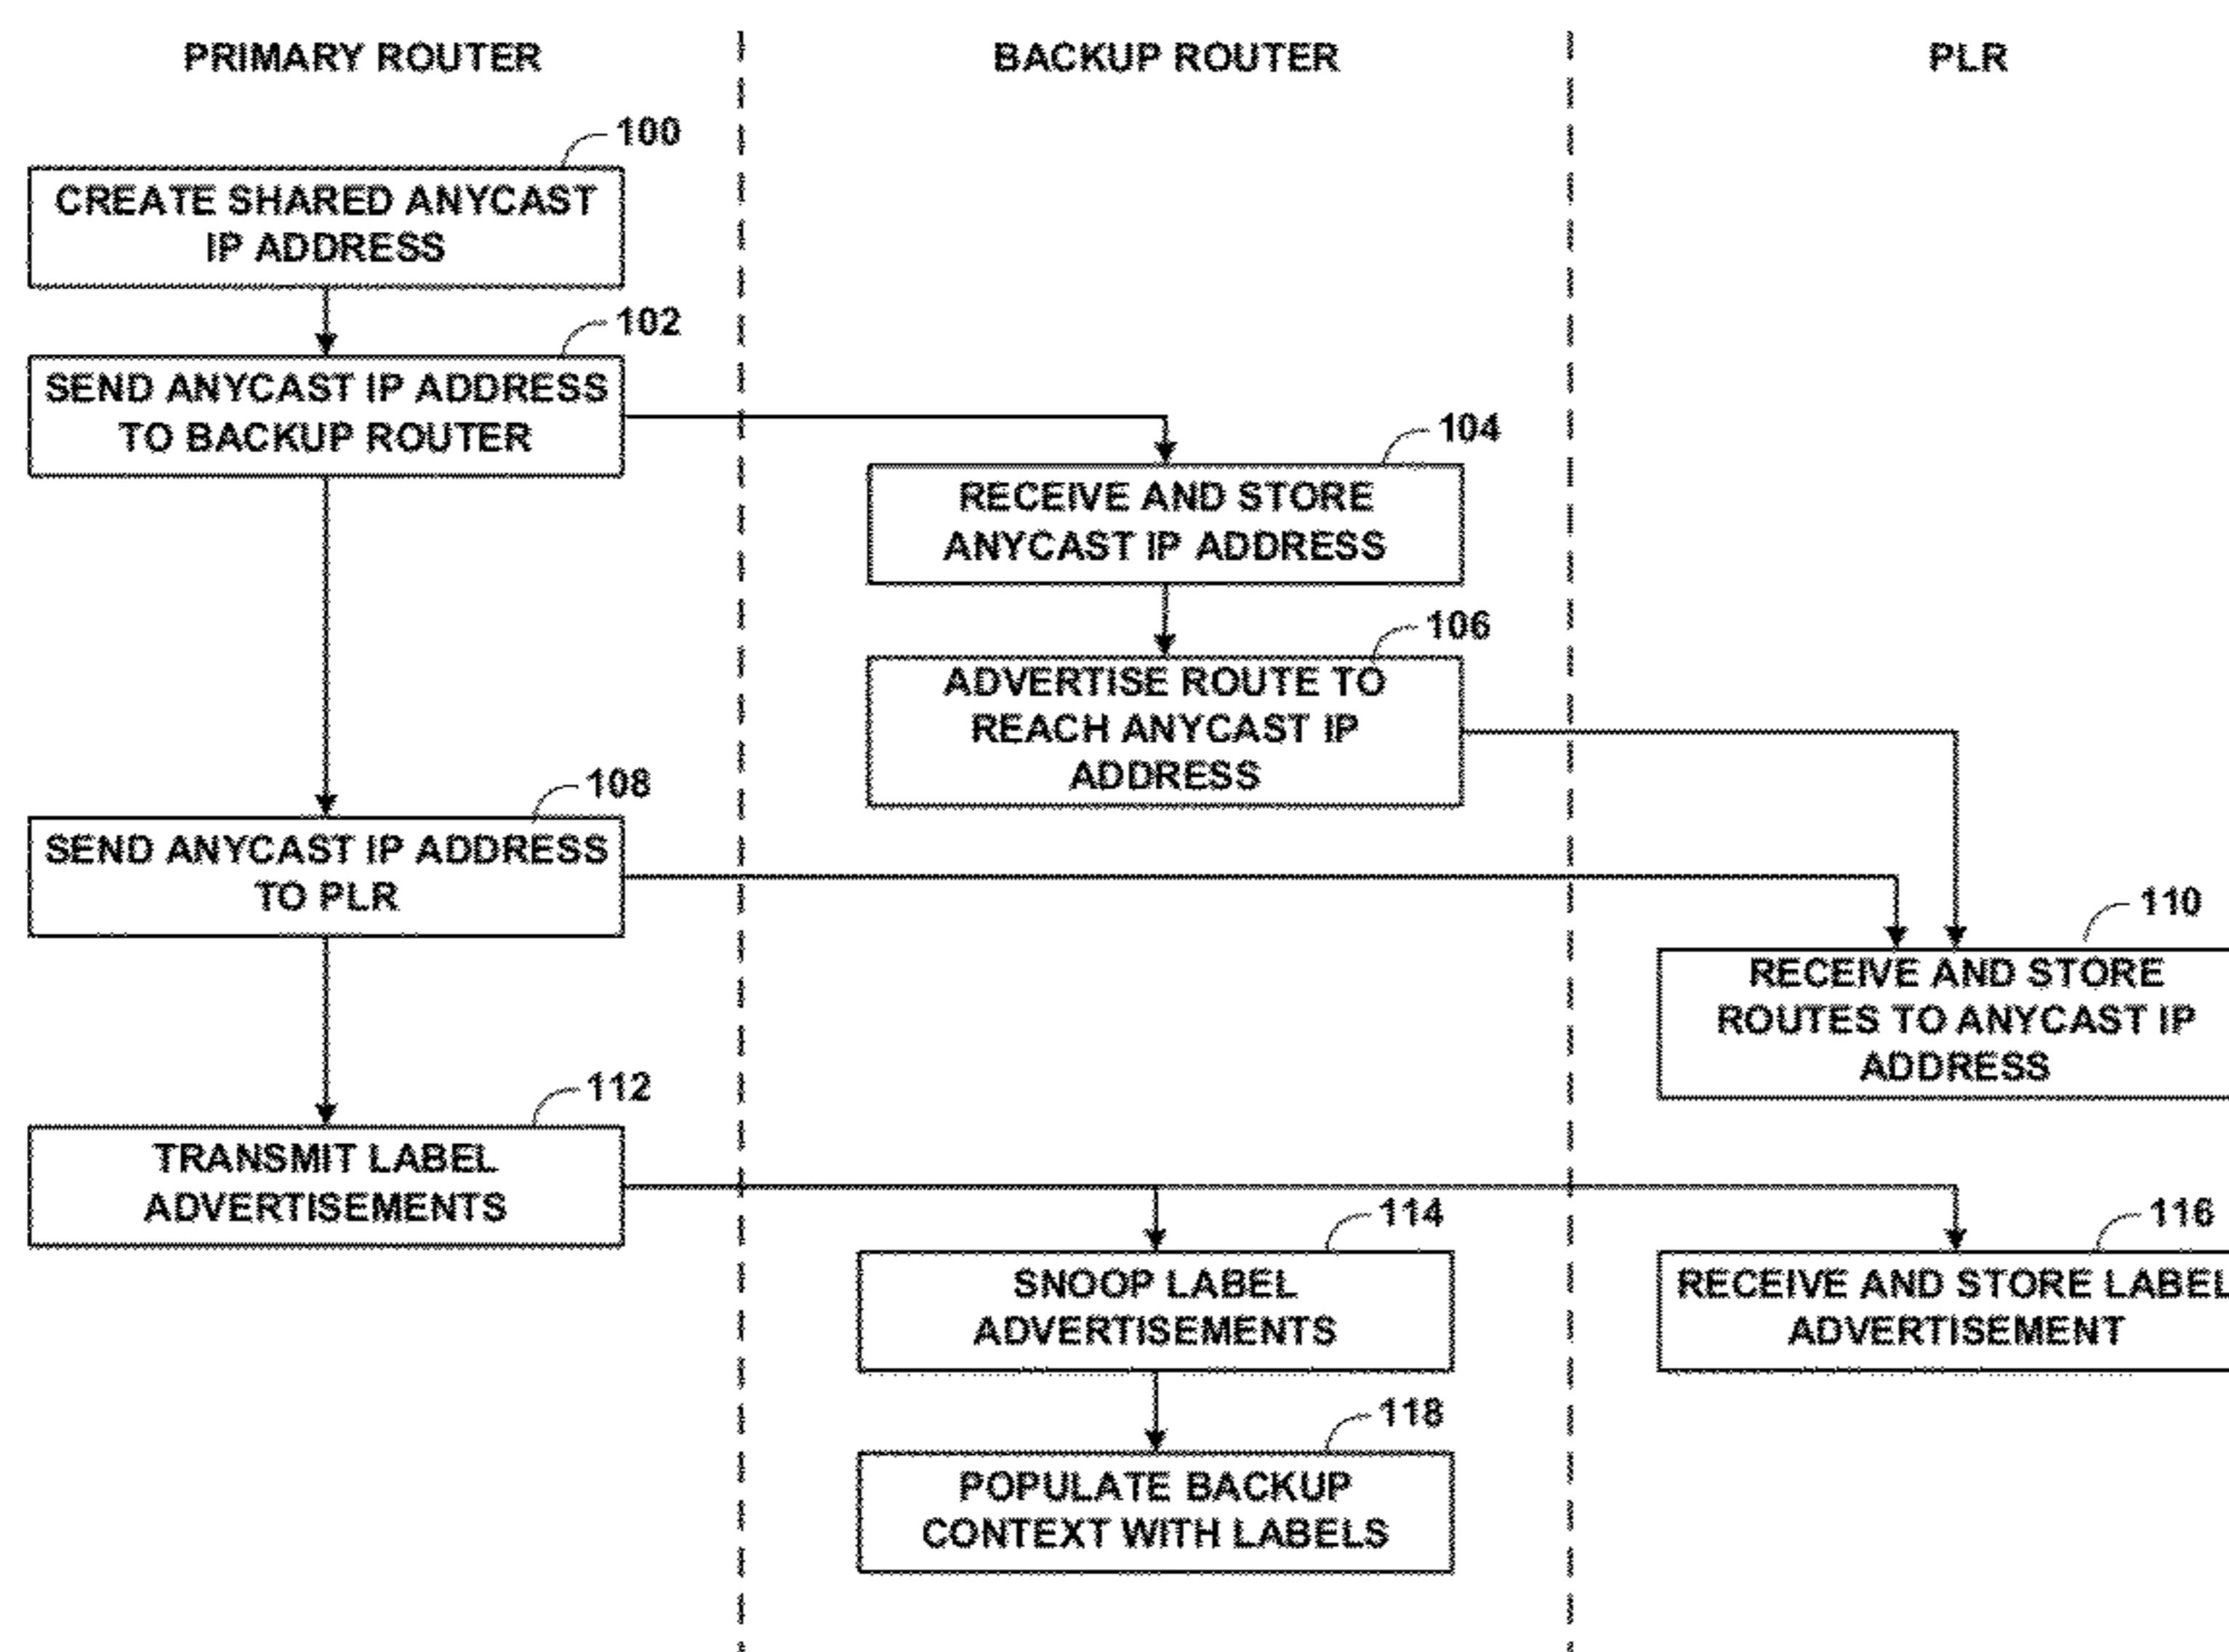 PRIMARY ROUTER
BACKUP ROUTER
PLR
100
CREATE SHARED ANYCAST
IP ADDRESS
102
SEND ANYCAST IP ADDRESS
TO BACKUP ROUTER
104
RECEIVE AND STORE
ANYCAST IP ADDRESS
106
ADVERTISE ROUTE TO
REACH ANYCAST IP
ADDRESS
108
SEND ANYCAST IP ADDRESS
TO PLR
110
RECEIVE AND STORE
ROUTES TO ANYCAST IP
ADDRESS
112
TRANSMIT LABEL
ADVERTISEMENTS
114
SNOOP LABEL
ADVERTISEMENTS
116
RECEIVE AND STORE LABEL
ADVERTISEMENT
118
POPULATE BACKUP
CONTEXT WITH LABELS